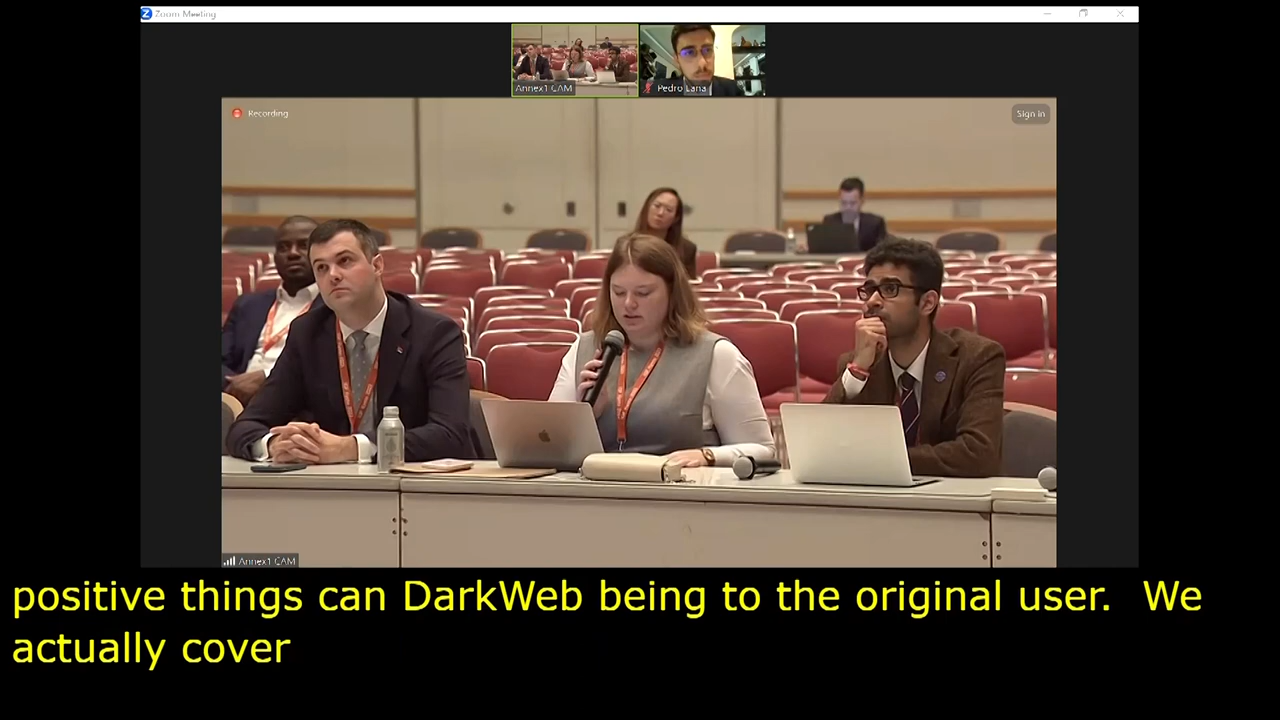 Zoom Meeting
Annex1 CAM
Pedro Lana
Recording
Sign in
Annex1 CAM
positive things can DarkWeb being to the original user.  We
actually cover